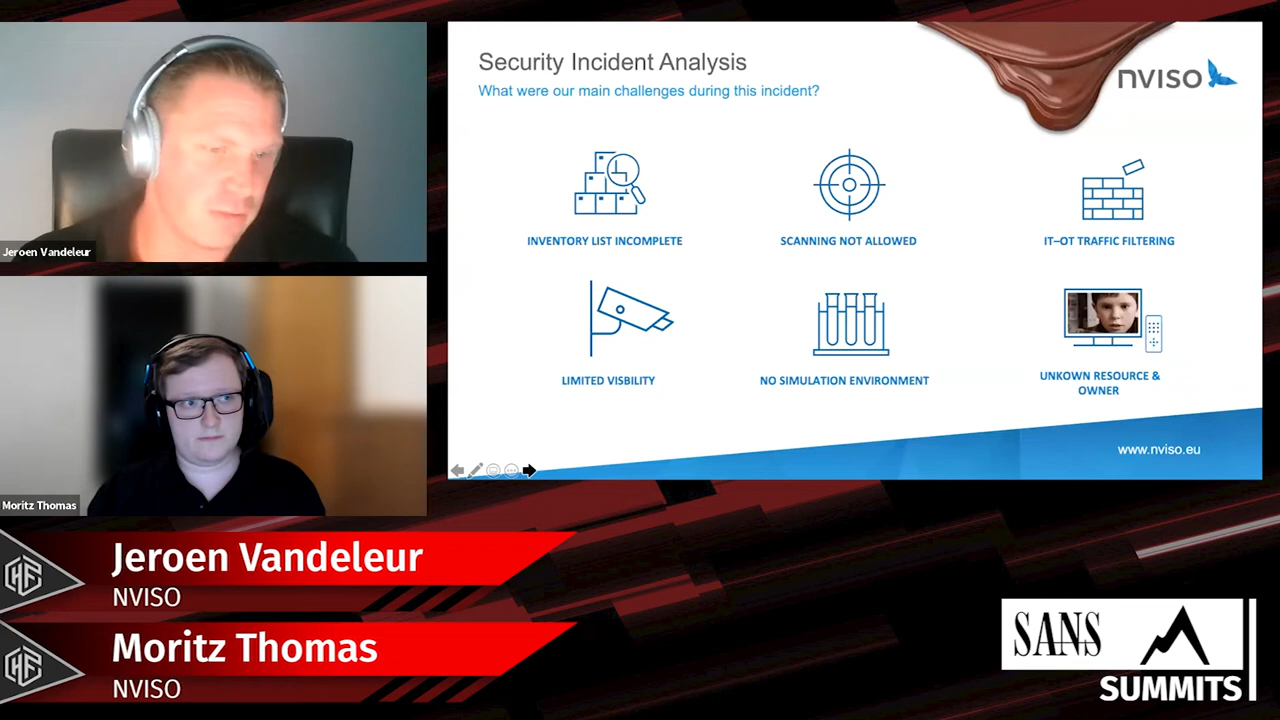 Jeroen Vandeleur
Moritz Thomas
Security Incident Analysis
What were our main challenges during this incident?
nviso
INVENTORY LIST INCOMPLETE
SCANNING NOT ALLOWED
IT–OT TRAFFIC FILTERING
LIMITED VISBILITY
NO SIMULATION ENVIRONMENT
UNKOWN RESOURCE &
OWNER
www.nviso.eu
Jeroen Vandeleur
NVISO
Moritz Thomas
NVISO
SANS
SUMMITS